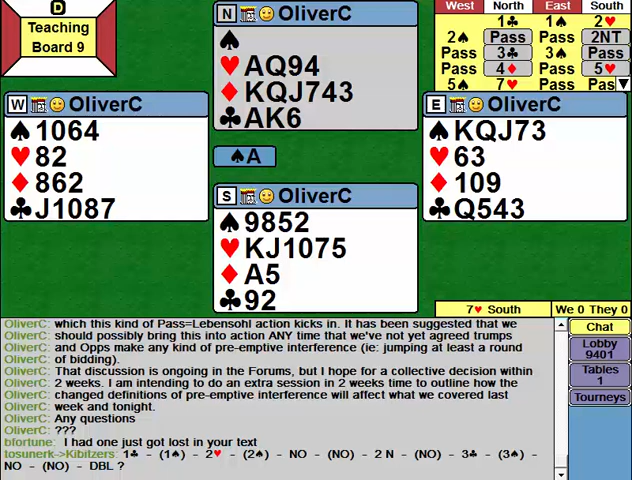 D
Teaching
Board 9
N OliverC
♠
♥ AQ94
♦ KQJ743
♣ AK6
West North East South
1♣ 1♠ 2♥
2♠ Pass Pass 2NT
Pass 3♣ 3♠ Pass
Pass 4♦ Pass 5♥
5♠ 7♥ Pass Pas
W OliverC
♠ 1064
♥ 82
♦ 862
♣ J1087
♠A
E OliverC
♠ KQJ73
♥ 63
♦ 109
♣ Q543
S OliverC
♠ 9852
♥ KJ1075
♦ A5
♣ 92
7♥ South
We 0 They 0
OliverC: which this kind of Pass=Lebensohl action kicks in. It has been suggested that we
OliverC: should possibly bring this into action ANY time that we've not yet agreed trumps
OliverC: and Opps make any kind of pre-emptive interference (ie: jumping at least a round
OliverC: of bidding).
OliverC: That discussion is ongoing in the Forums, but I hope for a collective decision within
OliverC: 2 weeks. I am intending to do an extra session in 2 weeks time to outline how the
OliverC: changed definitions of pre-emptive interference will affect what we covered last
OliverC: week and tonight.
OliverC: Any questions
OliverC: ???
bfortune: I had one just got lost in your text
tosunerk->Kibitzers: 1♣ - (1♠) - 2♥ - (2♠) - NO - (NO) - 2 N - (NO) - 3♣ - (3♠) -
NO - (NO) - DBL ?
Chat
Lobby
9401
Tables
1
Tourneys